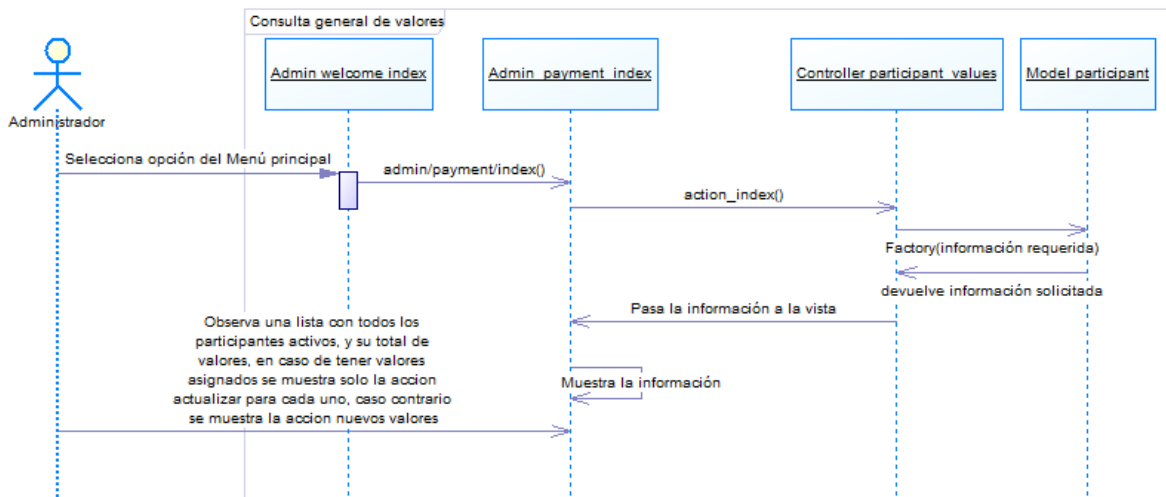 Consulta general de valores
Admin welcome index
Admin_payment_index
Controller participant_values
Model participant
Administrador
Selecciona opción del Menú principal
admin/payment/index()
action_index()
Factory(información requerida)
devuelve información solicitada
Pasa la información a la vista
Observa una lista con todos los
participantes activos, y su total de
valores, en caso de tener valores
asignados se muestra solo la accion
actualizar para cada uno, caso contrario
se muestra la accion nuevos valores
Muestra la información